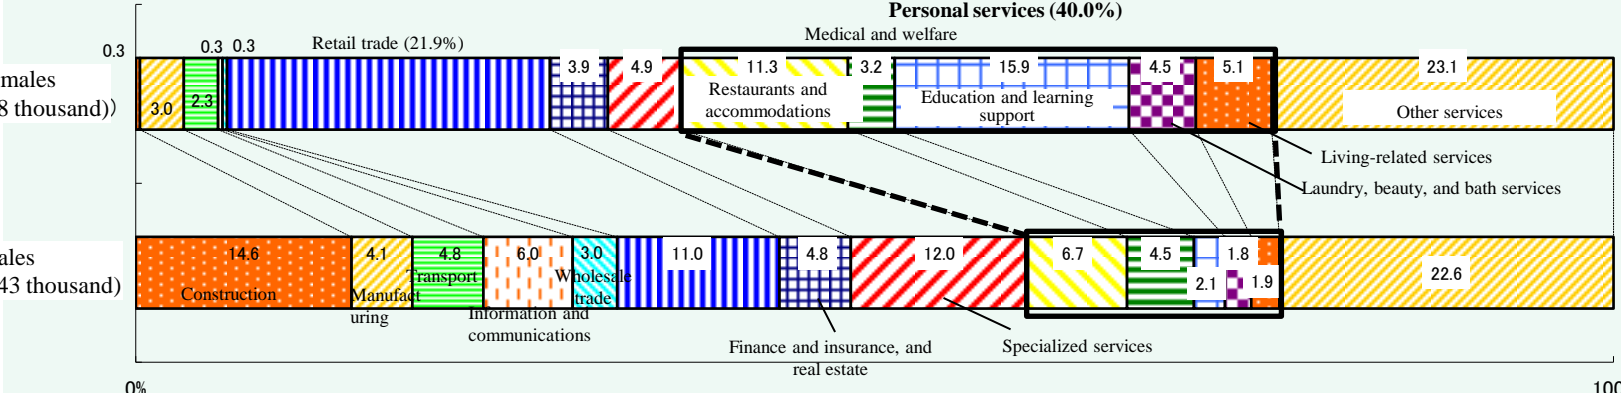 Personal services (40.0%)
Medical and welfare
0.3
0.3 0.3
Retail trade (21.9%)
males
8 thousand))
3.0
2.3
3.9
4.9
11.3
3.2
15.9
4.5
5.1
23.1
Restaurants and
accommodations
Education and learning
support
Other services
Living-related services
Laundry, beauty, and bath services
ales
43 thousand)
14.6
4.1
4.8
6.0
3.0
11.0
4.8
12.0
6.7
4.5
2.1
1.8
1.9
22.6
Construction
Manufact
uring
Transport
Information and
communications
Wholesale
trade
Finance and insurance, and
real estate
Specialized services
0%
100